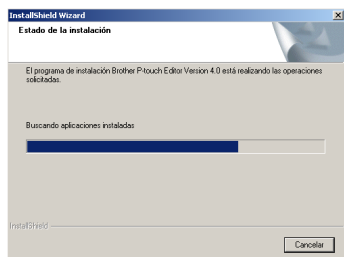 InstallShield Wizard
Estado de la instalación
El programa de instalación Brother P-touch Editor Version 4.0 está realizando las operaciones
solicitadas.
Buscando aplicaciones instaladas
InstallShield
Cancelar